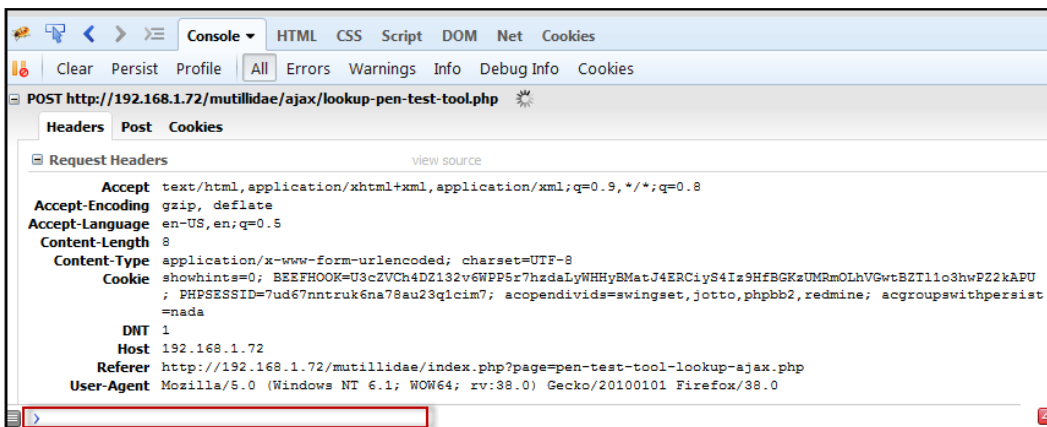 Console HTML CSS Script DOM Net Cookies
Clear Persist Profile All Errors Warnings Info Debug Info Cookies
POST http://192.168.1.72/mutillidae/ajax/lookup-pen-test-tool.php
Headers Post Cookies
Request Headers view source
Accept text/html,application/xhtml+xml,application/xml;q=0.9,*/*;q=0.8
Accept-Encoding gzip, deflate
Accept-Language en-US,en;q=0.5
Content-Length 8
Content-Type application/x-www-form-urlencoded; charset=UTF-8
Cookie showhints=0; BEEFHOOK=U3cZVCh4DZ132v6WPP5r7hzdaLyWHHyBMatJ4ERCiyS4Iz9HfBGKzUMRmOLhVGwtBZTl1o3hwPZ2kAPU
; PHPSESSID=7ud67nntruk6na78au23q1cim7; acopendivids=swingset,jotto,phpbb2,redmine; acgroupswithpersist
=nada
DNT 1
Host 192.168.1.72
Referer http://192.168.1.72/mutillidae/index.php?page=pen-test-tool-lookup-ajax.php
User-Agent Mozilla/5.0 (Windows NT 6.1; WOW64; rv:38.0) Gecko/20100101 Firefox/38.0